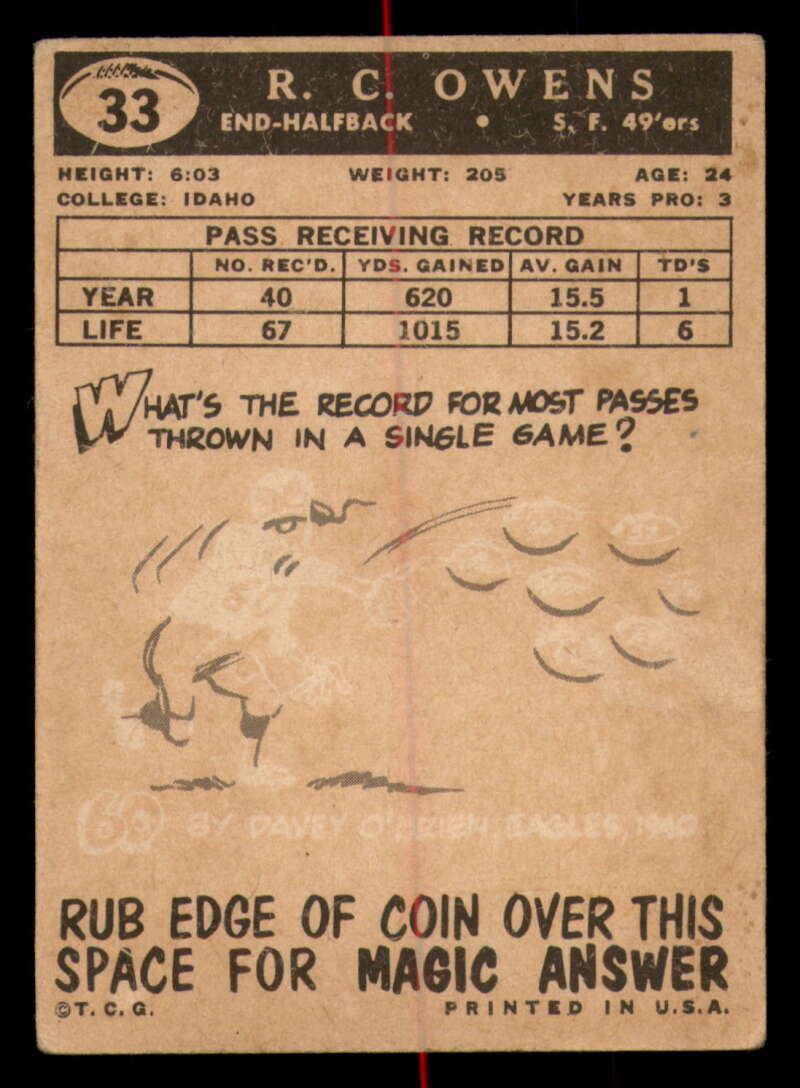 33
R. C. OWENS
END-HALFBACK • S. F. 49'ers
HEIGHT: 6:03 WEIGHT: 205 AGE: 24
COLLEGE: IDAHO YEARS PRO: 3
PASS RECEIVING RECORD
NO. REC'D. YDS. GAINED AV. GAIN TD'S
YEAR 40 620 15.5 1
LIFE 67 1015 15.2 6
WHAT'S THE RECORD FOR MOST PASSES
THROWN IN A SINGLE GAME?
BY DAVEY O'BRIEN, EAGLES, 1940
RUB EDGE OF COIN OVER THIS
SPACE FOR MAGIC ANSWER
©T. C. G. PRINTED IN U.S.A.